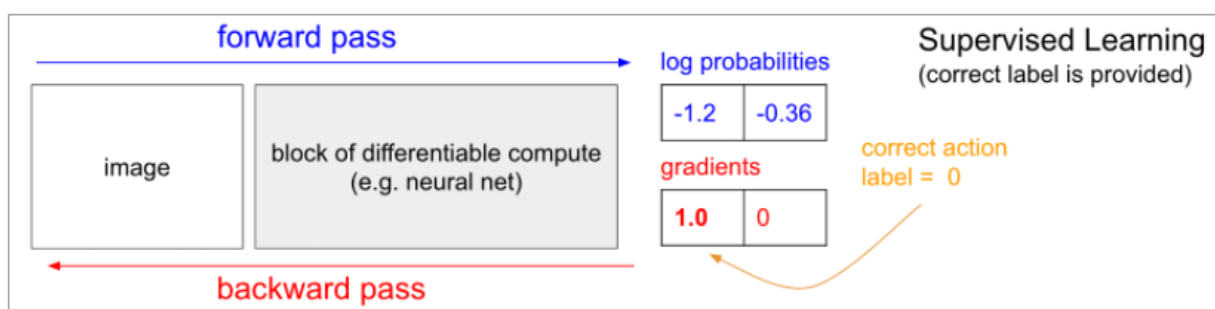 forward pass
Supervised Learning
(correct label is provided)
log probabilities
-1.2 -0.36
image
block of differentiable compute
(e.g. neural net)
correct action
label = 0
gradients
1.0 0
backward pass